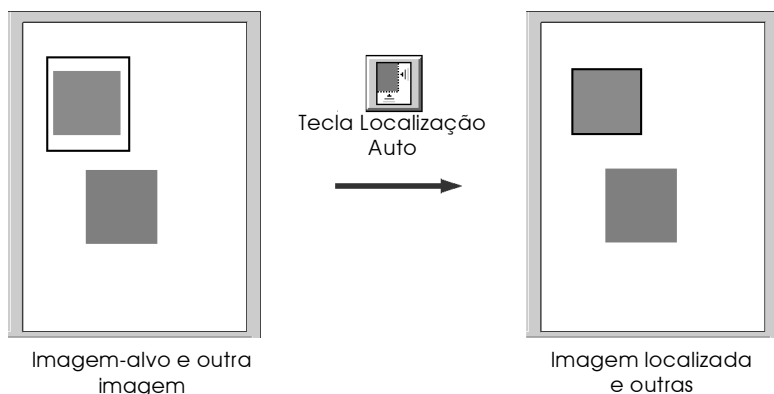 Tecla Localização
Auto
Imagem-alvo e outra
imagem
Imagem localizada
e outras